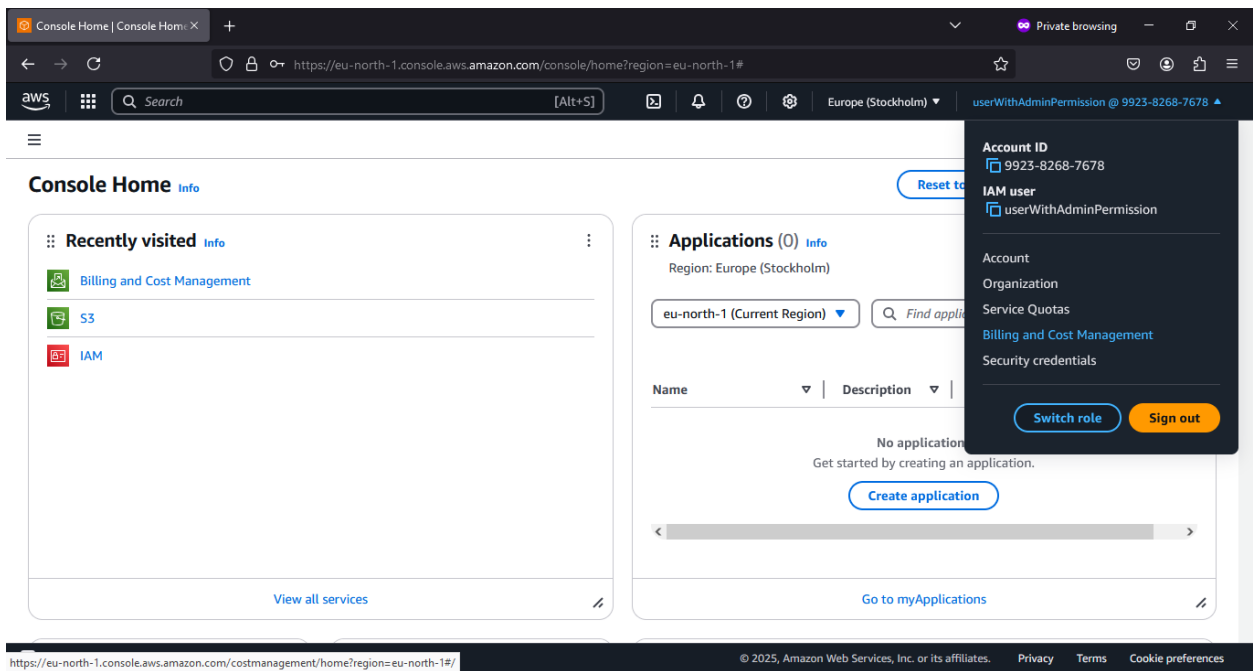 Console Home | Console Home
Private browsing
https://eu-north-1.console.aws.amazon.com/console/home?region=eu-north-1#
aws
Search
[Alt+S]
Europe (Stockholm)
userWithAdminPermission @ 9923-8268-7678
Account ID
9923-8268-7678
IAM user
userWithAdminPermission
Account
Organization
Service Quotas
Billing and Cost Management
Security credentials
Switch role
Sign out
Console Home Info
Reset to
Recently visited Info
Billing and Cost Management
S3
IAM
View all services
Applications (0) Info
Region: Europe (Stockholm)
eu-north-1 (Current Region)
Find applic
Name
Description
No application
Get started by creating an application.
Create application
Go to myApplications
https://eu-north-1.console.aws.amazon.com/costmanagement/home?region=eu-north-1#/
© 2025, Amazon Web Services, Inc. or its affiliates.
Privacy
Terms
Cookie preferences